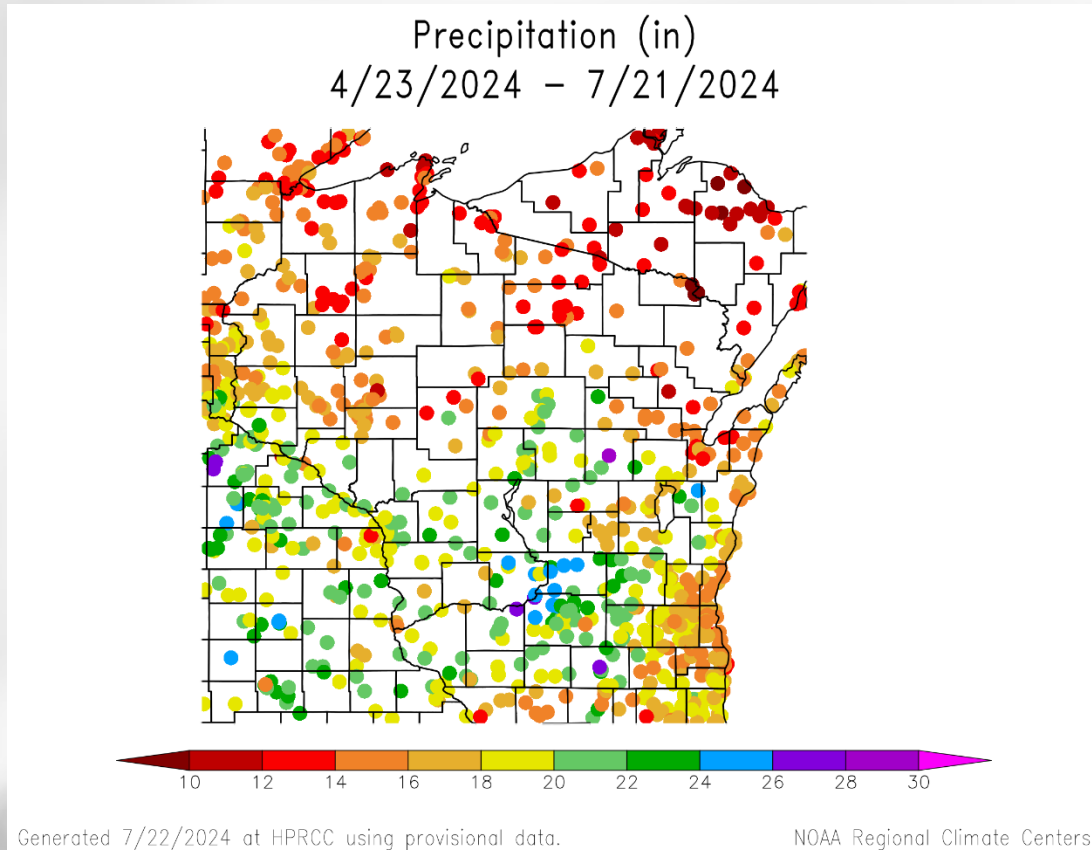 Precipitation (in)
4/23/2024 – 7/21/2024
10 12 14 16 18 20 22 24 26 28 30
Generated 7/22/2024 at HPRCC using provisional data.
NOAA Regional Climate Centers